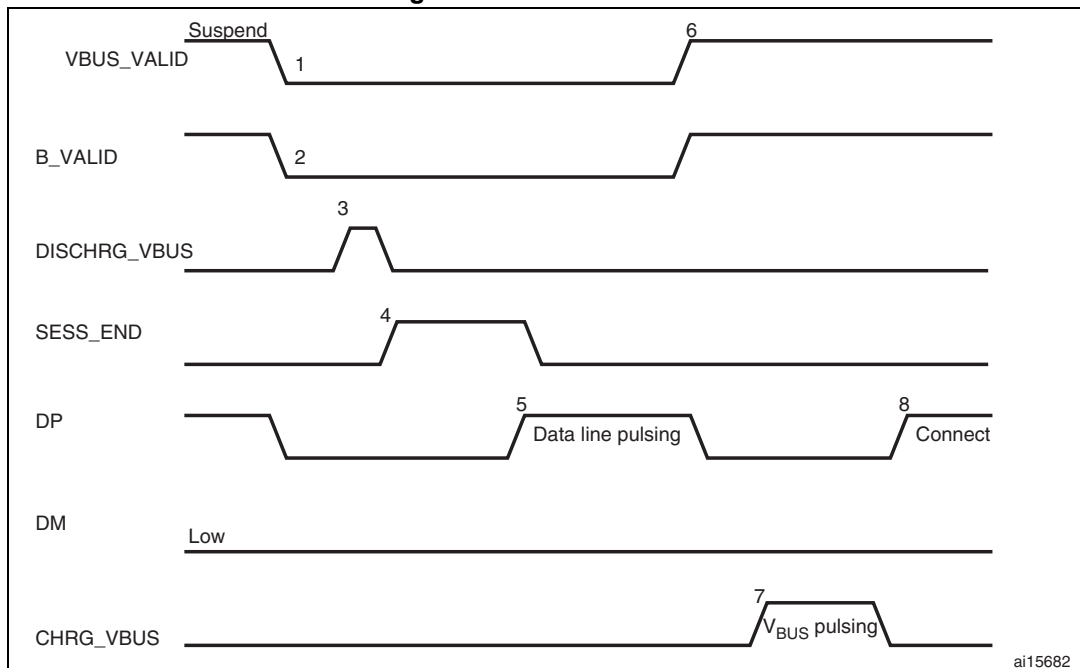 Suspend
6
VBUS_VALID
1
B_VALID
2
3
DISCHRG_VBUS
4
SESS_END
5
8
DP
Data line pulsing
Connect
DM
Low
7
VBUS pulsing
CHRG_VBUS
ai15682